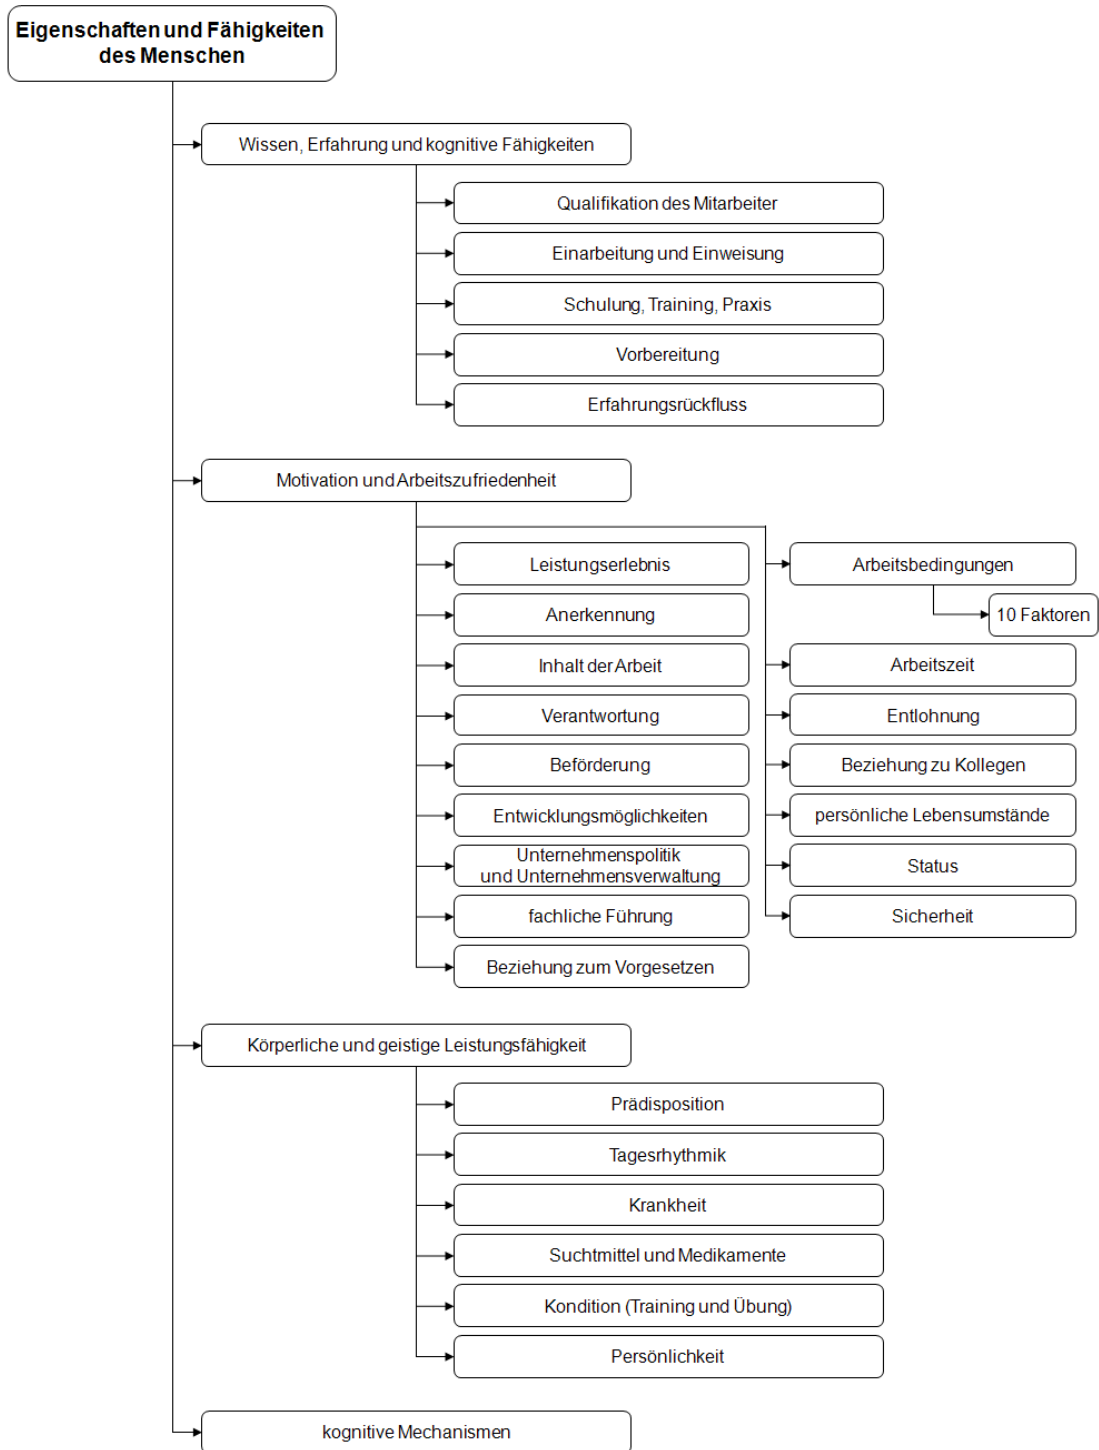 Eigenschaften und Fähigkeiten
des Menschen
Wissen, Erfahrung und kognitive Fähigkeiten
Qualifikation des Mitarbeiter
Einarbeitung und Einweisung
Schulung, Training, Praxis
Vorbereitung
Erfahrungsrückfluss
Motivation und Arbeitszufriedenheit
Leistungserlebnis
Anerkennung
Inhalt der Arbeit
Verantwortung
Beförderung
Entwicklungsmöglichkeiten
Unternehmenspolitik
und Unternehmensverwaltung
fachliche Führung
Beziehung zum Vorgesetzen
Arbeitsbedingungen
10 Faktoren
Arbeitszeit
Entlohnung
Beziehung zu Kollegen
persönliche Lebensumstände
Status
Sicherheit
Körperliche und geistige Leistungsfähigkeit
Prädisposition
Tagesrhythmik
Krankheit
Suchtmittel und Medikamente
Kondition (Training und Übung)
Persönlichkeit
kognitive Mechanismen